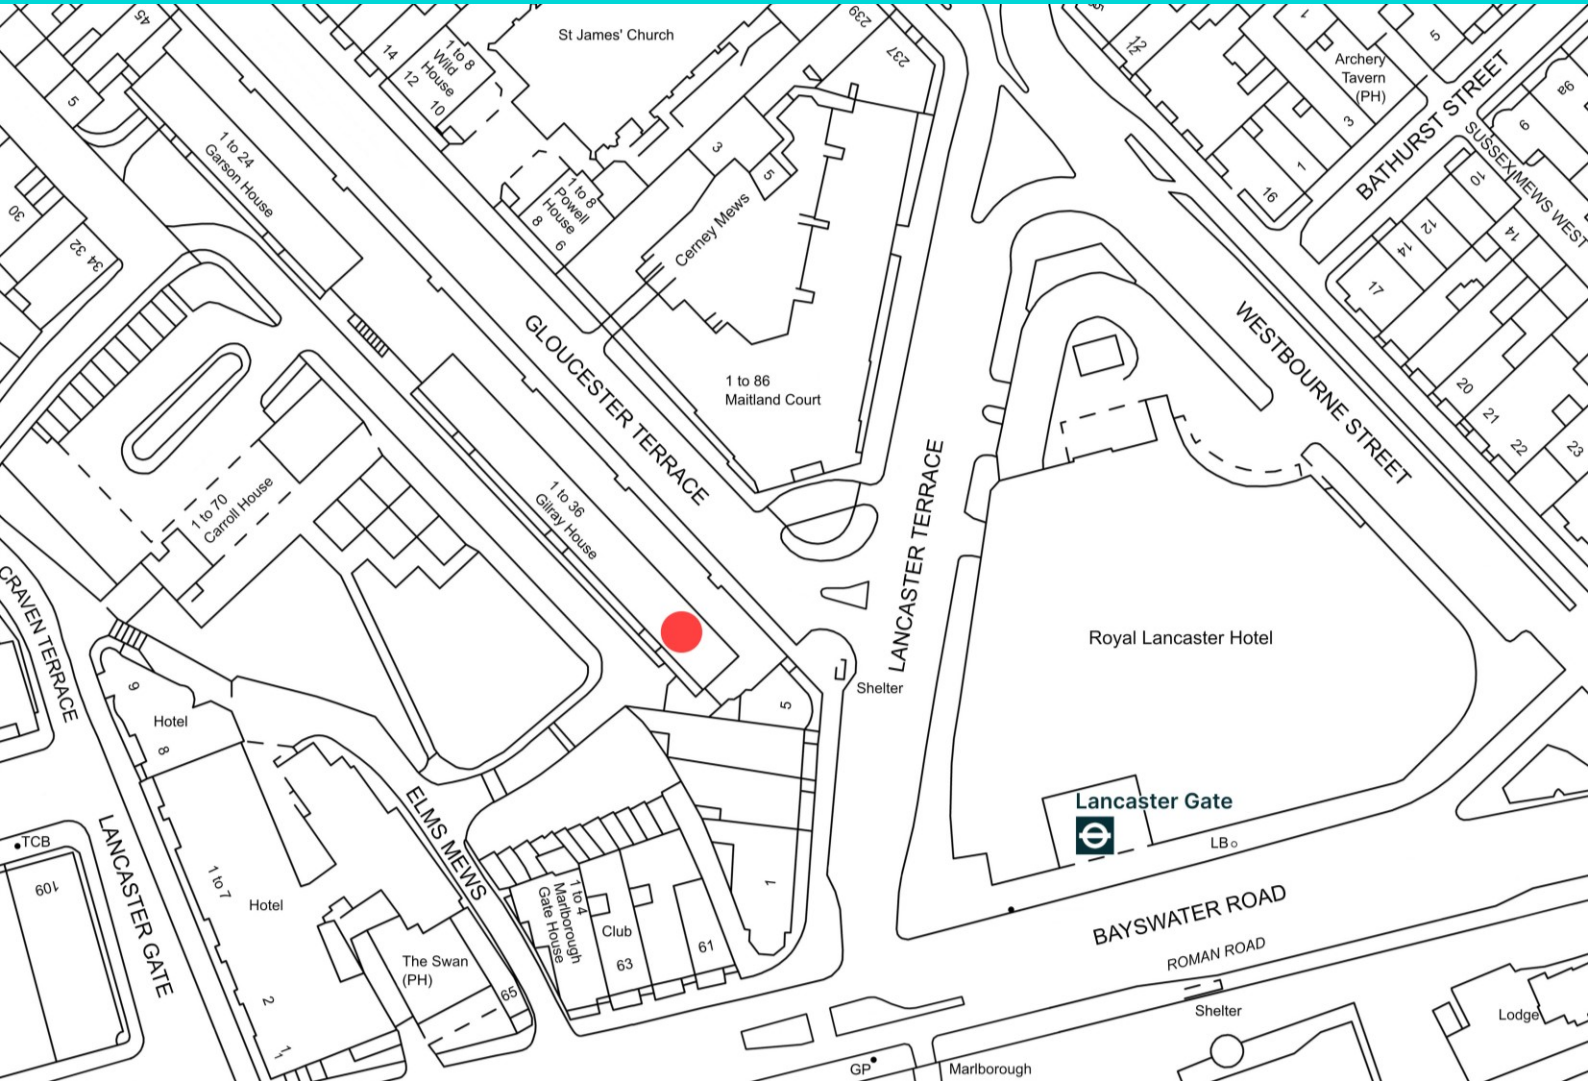 45
14
1 to 8
Wild
House
12
10
St James' Church
239
237
12
12
1
5
Archery
Tavern
(PH)
3
BATHURST STREET
98
9
SUSSEX MEWS WEST
5
1 to 24
Garson House
3
5
1
16
10
12
14
14
1 to 8
Powell
House
8
6
Cerney Mews
30
34 32
17
GLOUCESTER TERRACE
WESTBOURNE STREET
1 to 86
Maitland Court
20
21
22
23
1 to 70
Carroll House
1 to 36
Gilray House
LANCASTER TERRACE
CRAVEN TERRACE
Royal Lancaster Hotel
Shelter
9
Hotel
8
5
ELMS MEWS
Lancaster Gate
LB
TCB
109
LANCASTER GATE
1 to 7
Hotel
1 to 4
Marlborough
Gate House
Club
63
61
1
BAYSWATER ROAD
ROMAN ROAD
The Swan
(PH)
65
2
1
Shelter
Lodge
GP
Marlborough